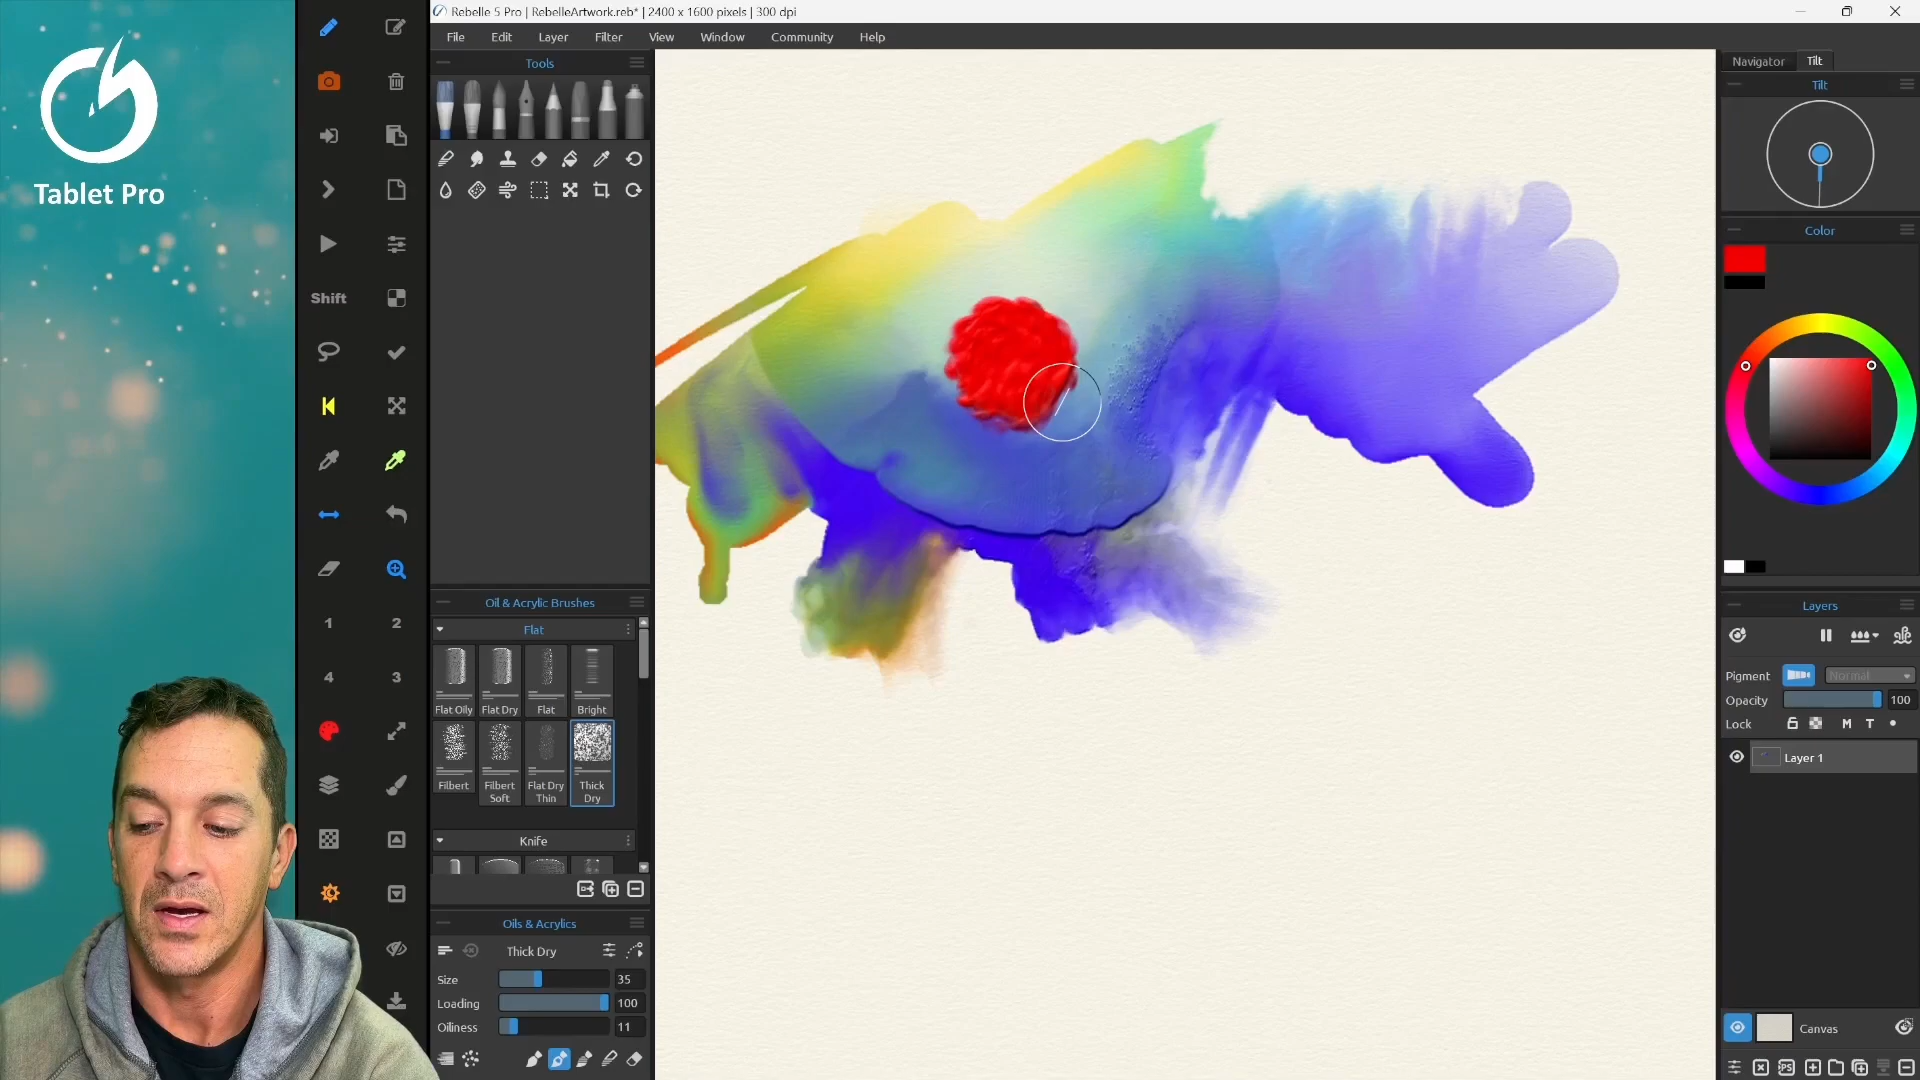 Rebelle 5 Pro | RebelleArtwork.reb* | 2400 x 1600 pixels | 300 dpi
File Edit Layer Filter View Window Community Help
Tablet Pro
Shift
1 2
4 3
Tools
Oil & Acrylic Brushes
Flat
Flat Oily Flat Dry Flat Bright
Filbert Filbert Soft Flat Dry Thin Thick Dry
Knife
Oils & Acrylics
Thick Dry
Size 35
Loading 100
Oiliness 11
Navigator Tilt
Tilt
Color
Layers
Pigment Normal
Opacity 100
Lock M T
Layer 1
Canvas
PS